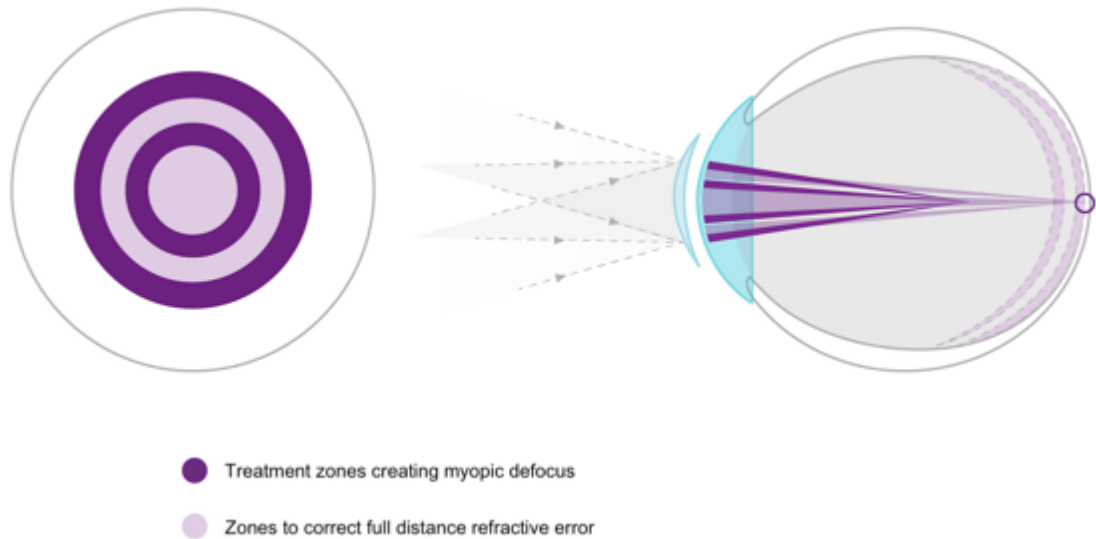 Treatment zones creating myopic defocus
Zones to correct full distance refractive error